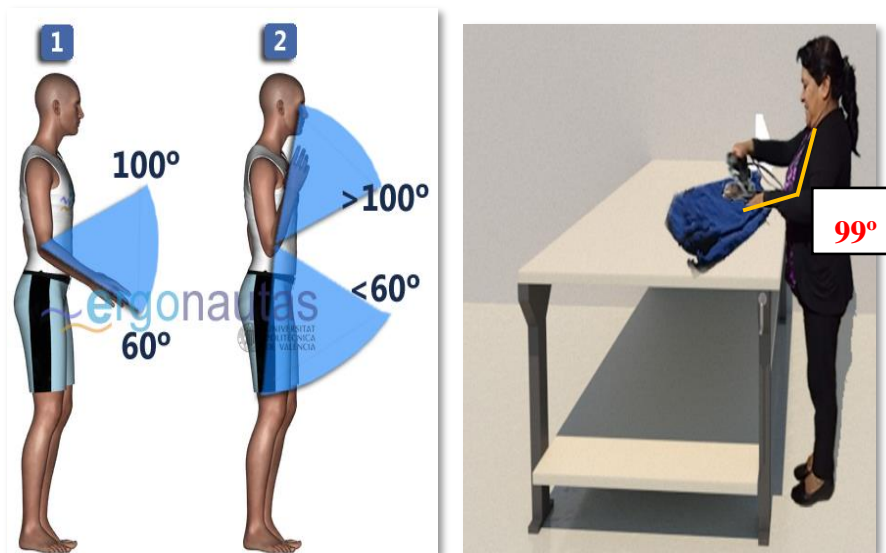 1
2
100º
>100º
<60º
60º
ergonautas
UNIVERSITAT
POLITÈCNICA
DE VALÈNCIA
99º